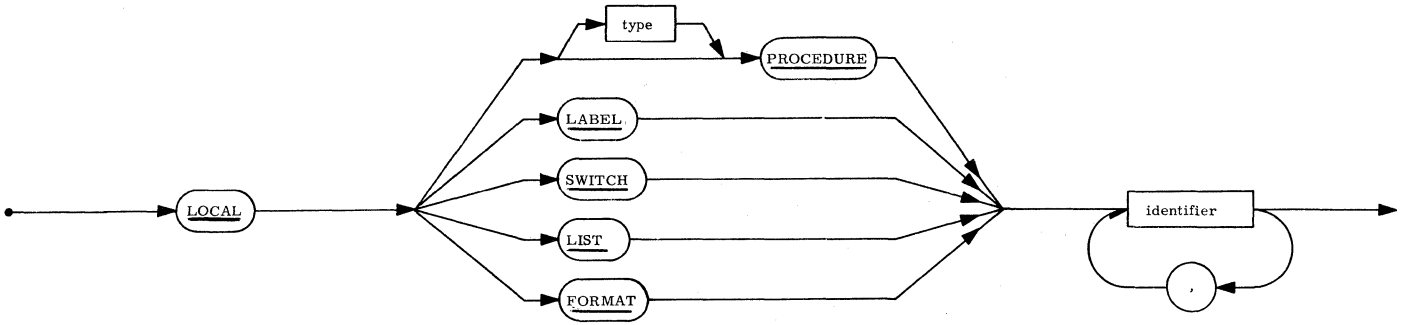 type
PROCEDURE
LABEL
SWITCH
LOCAL
identifier
LIST
,
FORMAT